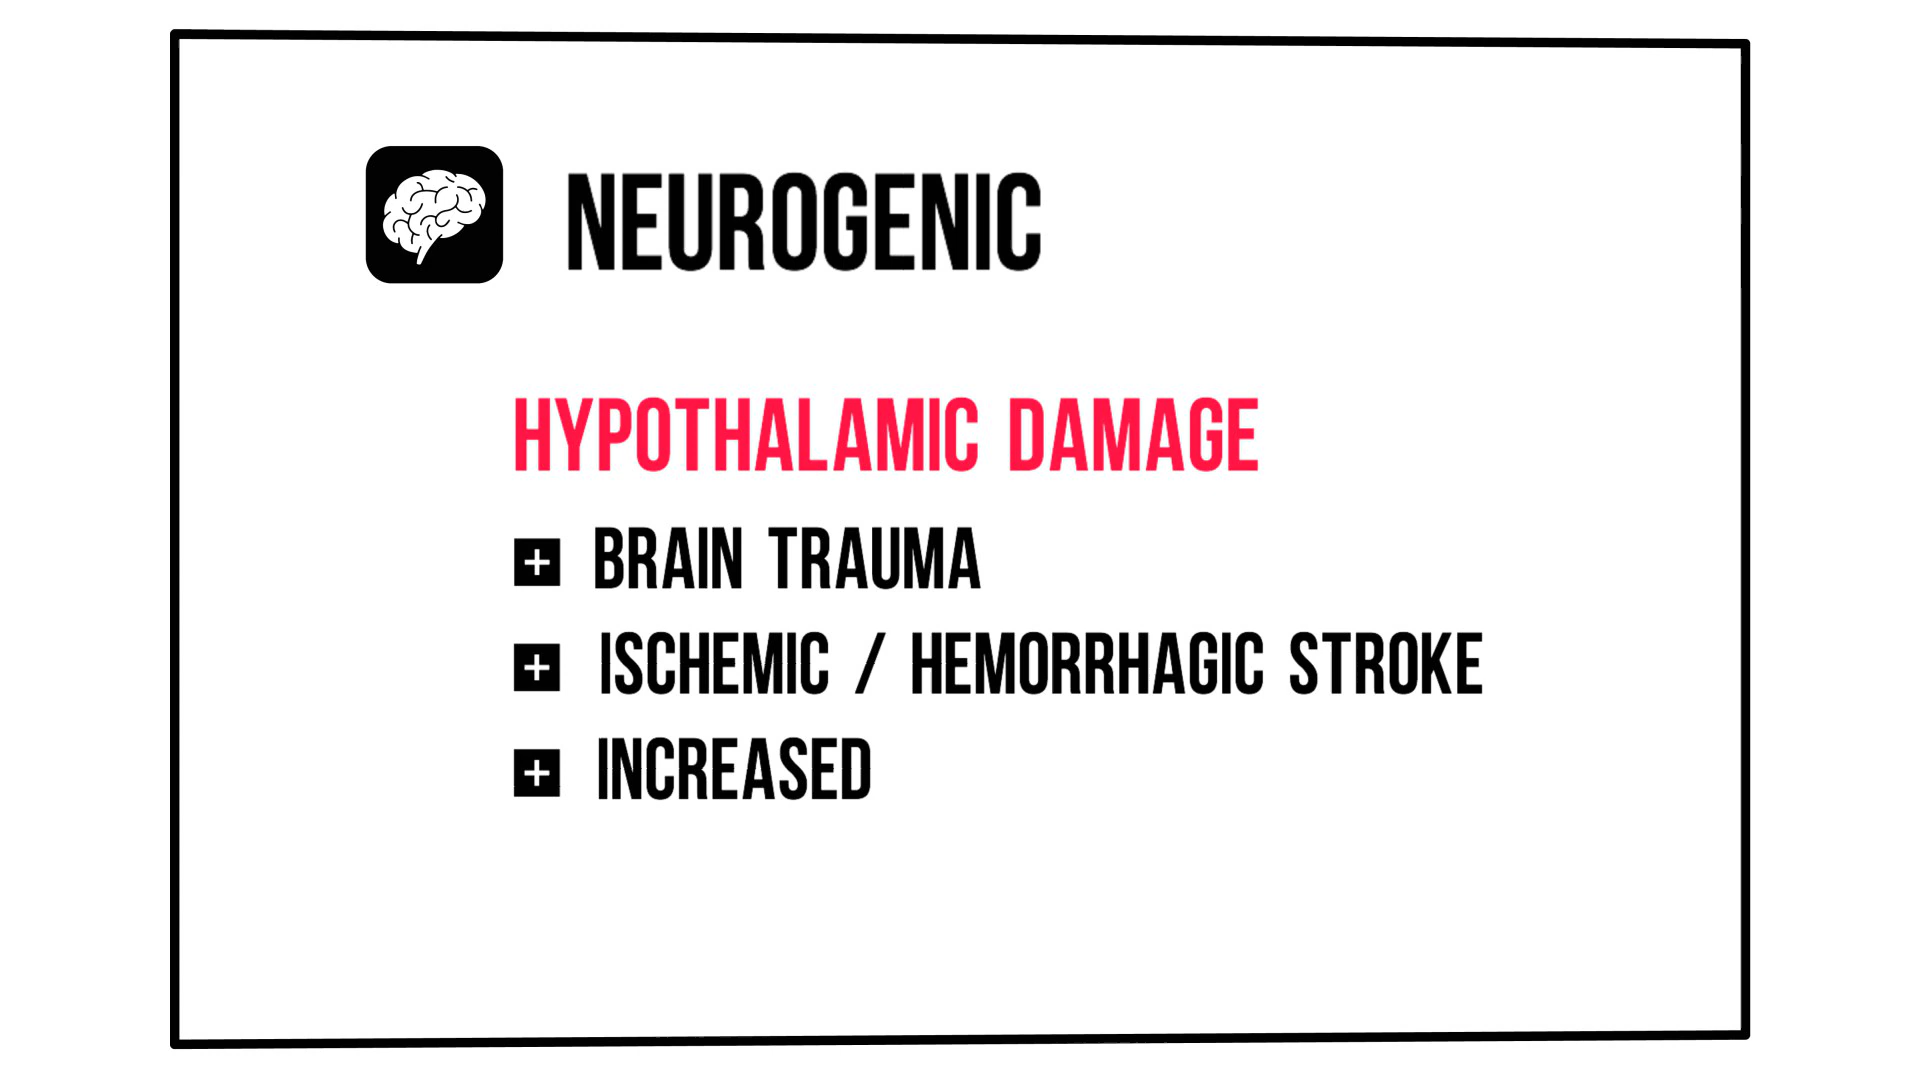 NEUROGENIC
HYPOTHALAMIC DAMAGE
BRAIN TRAUMA
ISCHEMIC / HEMORRHAGIC STROKE
INCREASED